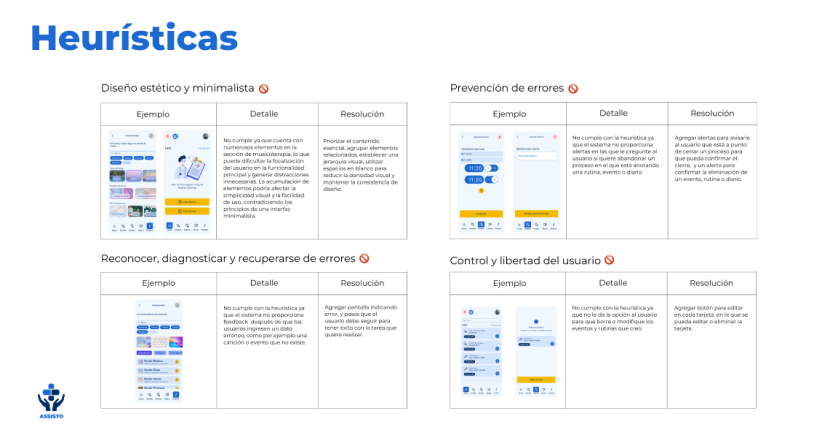 Heurísticas
Diseño estético y minimalista
Ejemplo
Detalle
Resolución
No cumple ya que cuenta con
numerosos elementos en la
sección de musicoterapia, lo que
puede dificultar la focalización
del usuario en la funcionalidad
principal y generar distracciones
innecesarias. La acumulación de
elementos podría afectar la
simplicidad visual y la facilidad
de uso, contradiciendo los
principios de una interfaz
minimalista.
Priorizar el contenido
esencial, agrupar elementos
relacionados, establecer una
jerarquía visual, utilizar
espacios en blanco para
reducir la densidad visual y
mantener la consistencia de
diseño.
Prevención de errores
Ejemplo
Detalle
Resolución
11:20
11:20
No cumple con la heurística ya
que el sistema no proporciona
alertas en las que le pregunte al
usuario si quiere abandonar un
proceso en el que está anotando
una rutina, evento o diario.
Agregar alertas para avisarle
al usuario que está a punto
de cerrar un proceso para
que pueda confirmar el
cierre, y un alerta para
confirmar la eliminación de
un evento, rutina o diario.
Reconocer, diagnosticar y recuperarse de errores
Ejemplo
Detalle
Resolución
No cumple con la heurística ya
que el sistema no proporciona
feedback después de que los
usuarios ingresen un dato
erróneo, como por ejemplo una
canción o evento que no existe.
Agregar pantalla indicando
error, y pasos que el
usuario debe seguir para
tener éxito con la tarea que
quiere realizar.
Control y libertad del usuario
Ejemplo
Detalle
Resolución
No cumple con la heurística ya
que no le da la opción al usuario
para que borre o modifique los
eventos y rutinas que creó.
Agregar botón para editar
en cada tarjeta, en la que se
pueda editar o eliminar la
tarjeta.
ASSISTO